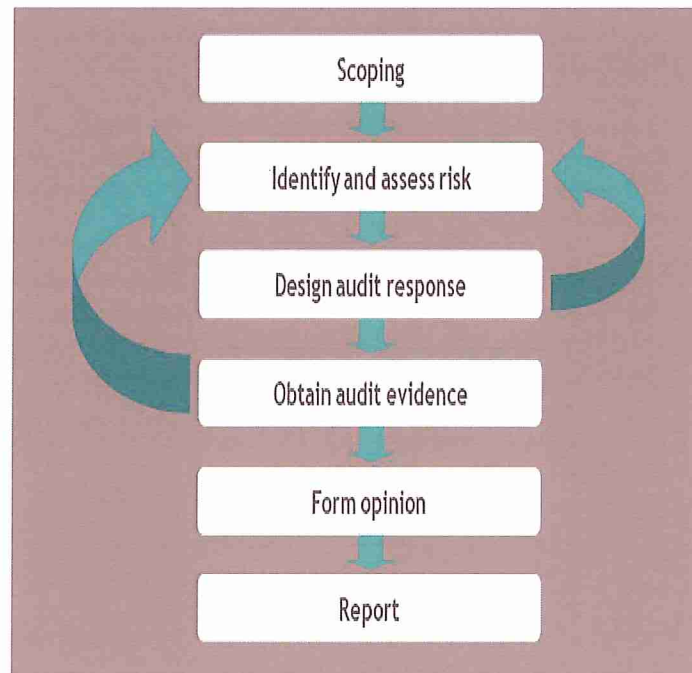 Scoping
Identify and assess risk
Design audit response
Obtain audit evidence
Form opinion
Report